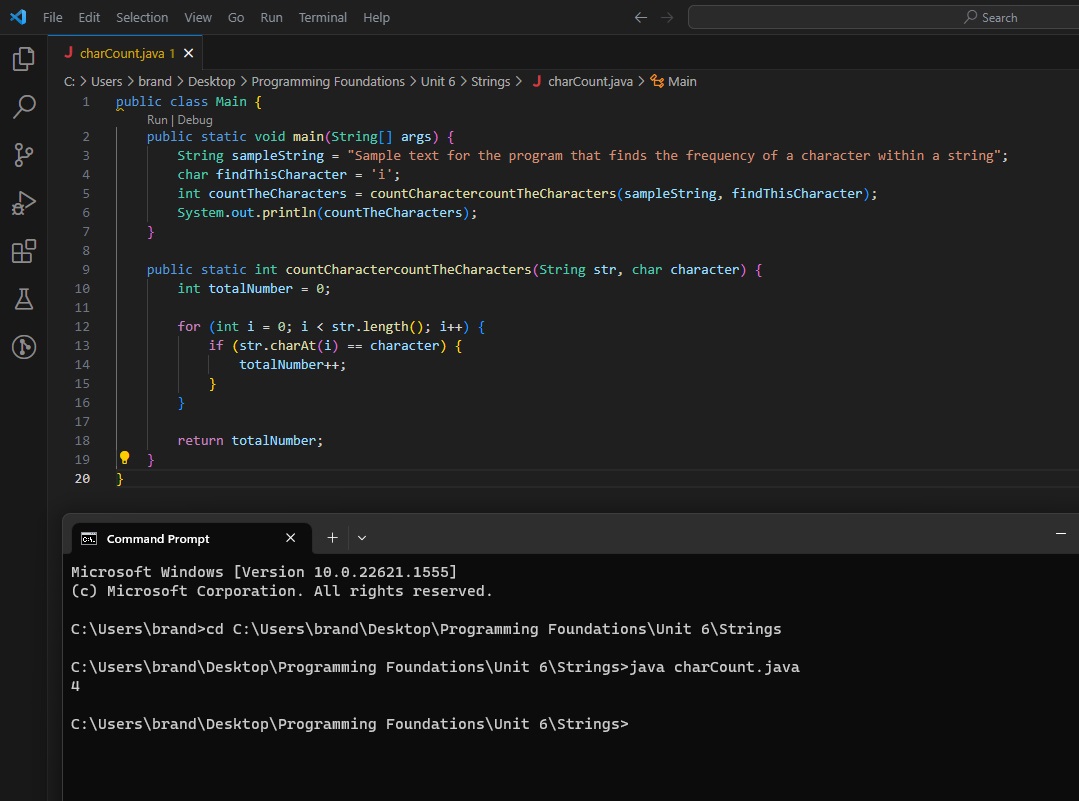 File Edit Selection View Go Run Terminal Help Search
charCount.java 1
C: > Users > brand > Desktop > Programming Foundations > Unit 6 > Strings > charCount.java > Main
1 public class Main {
Run | Debug
2     public static void main(String[] args) {
3         String sampleString = "Sample text for the program that finds the frequency of a character within a string";
4         char findThisCharacter = 'i';
5         int countTheCharacters = countCharactercountTheCharacters(sampleString, findThisCharacter);
6         System.out.println(countTheCharacters);
7     }
8
9     public static int countCharactercountTheCharacters(String str, char character) {
10         int totalNumber = 0;
11
12         for (int i = 0; i < str.length(); i++) {
13             if (str.charAt(i) == character) {
14                 totalNumber++;
15             }
16         }
17
18         return totalNumber;
19     }
20 }
Command Prompt
Microsoft Windows [Version 10.0.22621.1555]
(c) Microsoft Corporation. All rights reserved.
C:\Users\brand>cd C:\Users\brand\Desktop\Programming Foundations\Unit 6\Strings
C:\Users\brand\Desktop\Programming Foundations\Unit 6\Strings>java charCount.java
4
C:\Users\brand\Desktop\Programming Foundations\Unit 6\Strings>